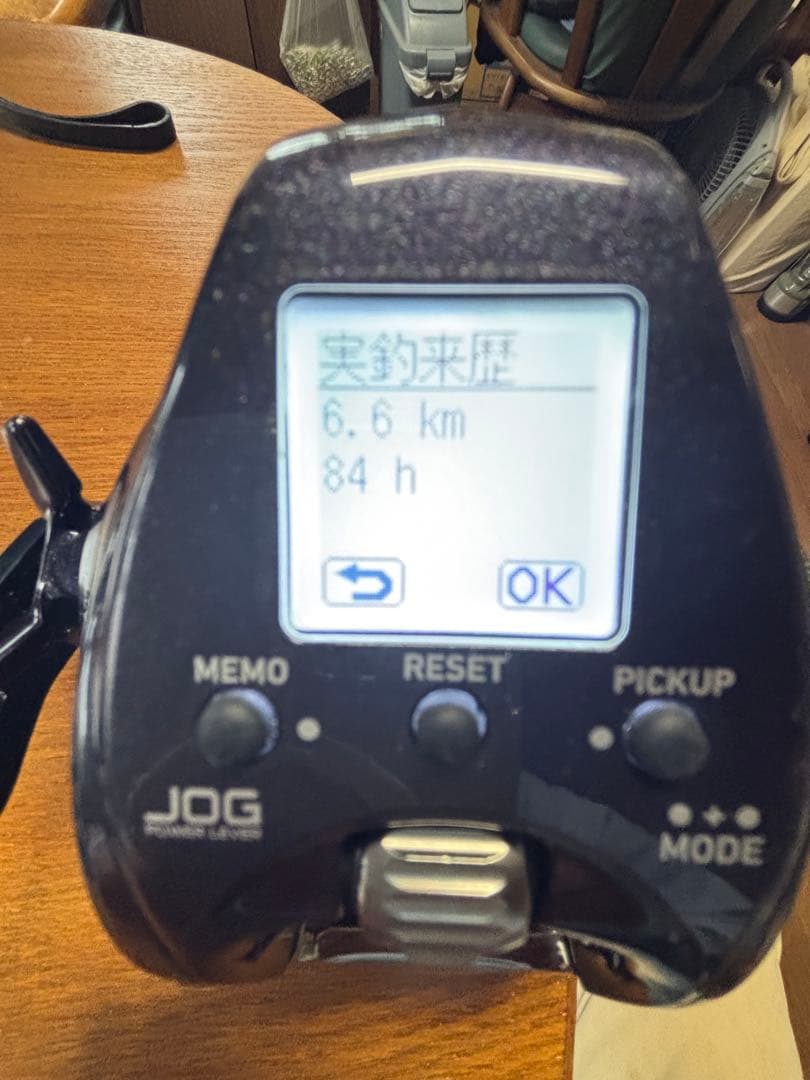 実釣来歴
6.6 km
84 h
OK
MEMO
RESET
PICKUP
JOG
POWER LEVER
MODE